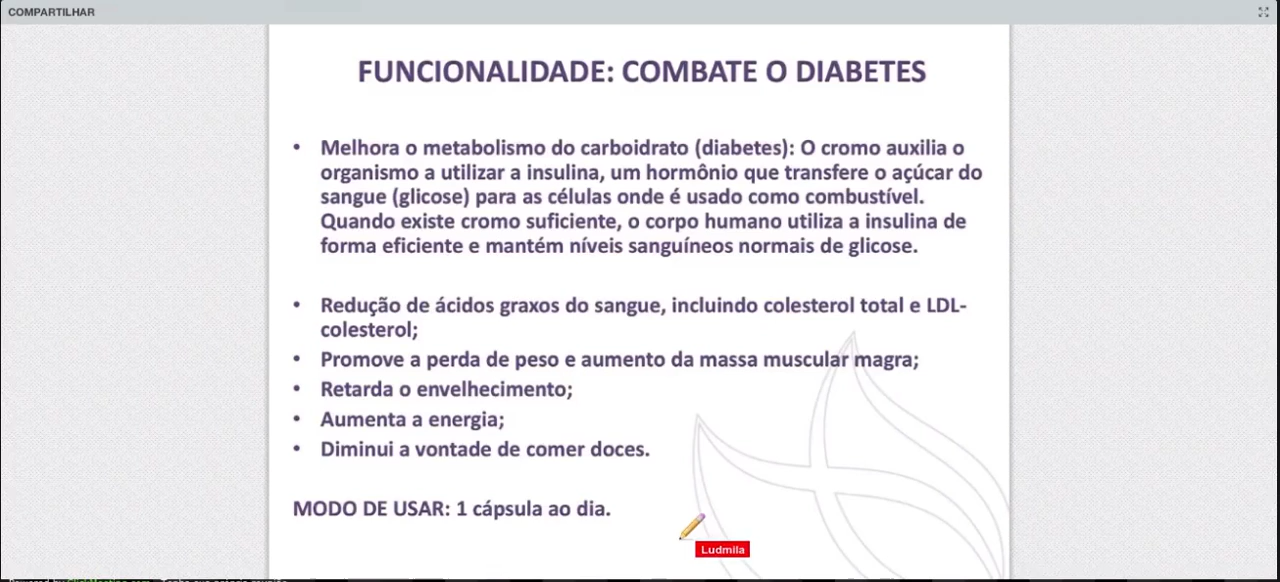 COMPARTILHAR
FUNCIONALIDADE: COMBATE O DIABETES
• Melhora o metabolismo do carboidrato (diabetes): O cromo auxilia o
organismo a utilizar a insulina, um hormônio que transfere o açúcar do
sangue (glicose) para as células onde é usado como combustível.
Quando existe cromo suficiente, o corpo humano utiliza a insulina de
forma eficiente e mantém níveis sanguíneos normais de glicose.
• Redução de ácidos graxos do sangue, incluindo colesterol total e LDL-
colesterol;
• Promove a perda de peso e aumento da massa muscular magra;
• Retarda o envelhecimento;
• Aumenta a energia;
• Diminui a vontade de comer doces.
MODO DE USAR: 1 cápsula ao dia.
Ludmila